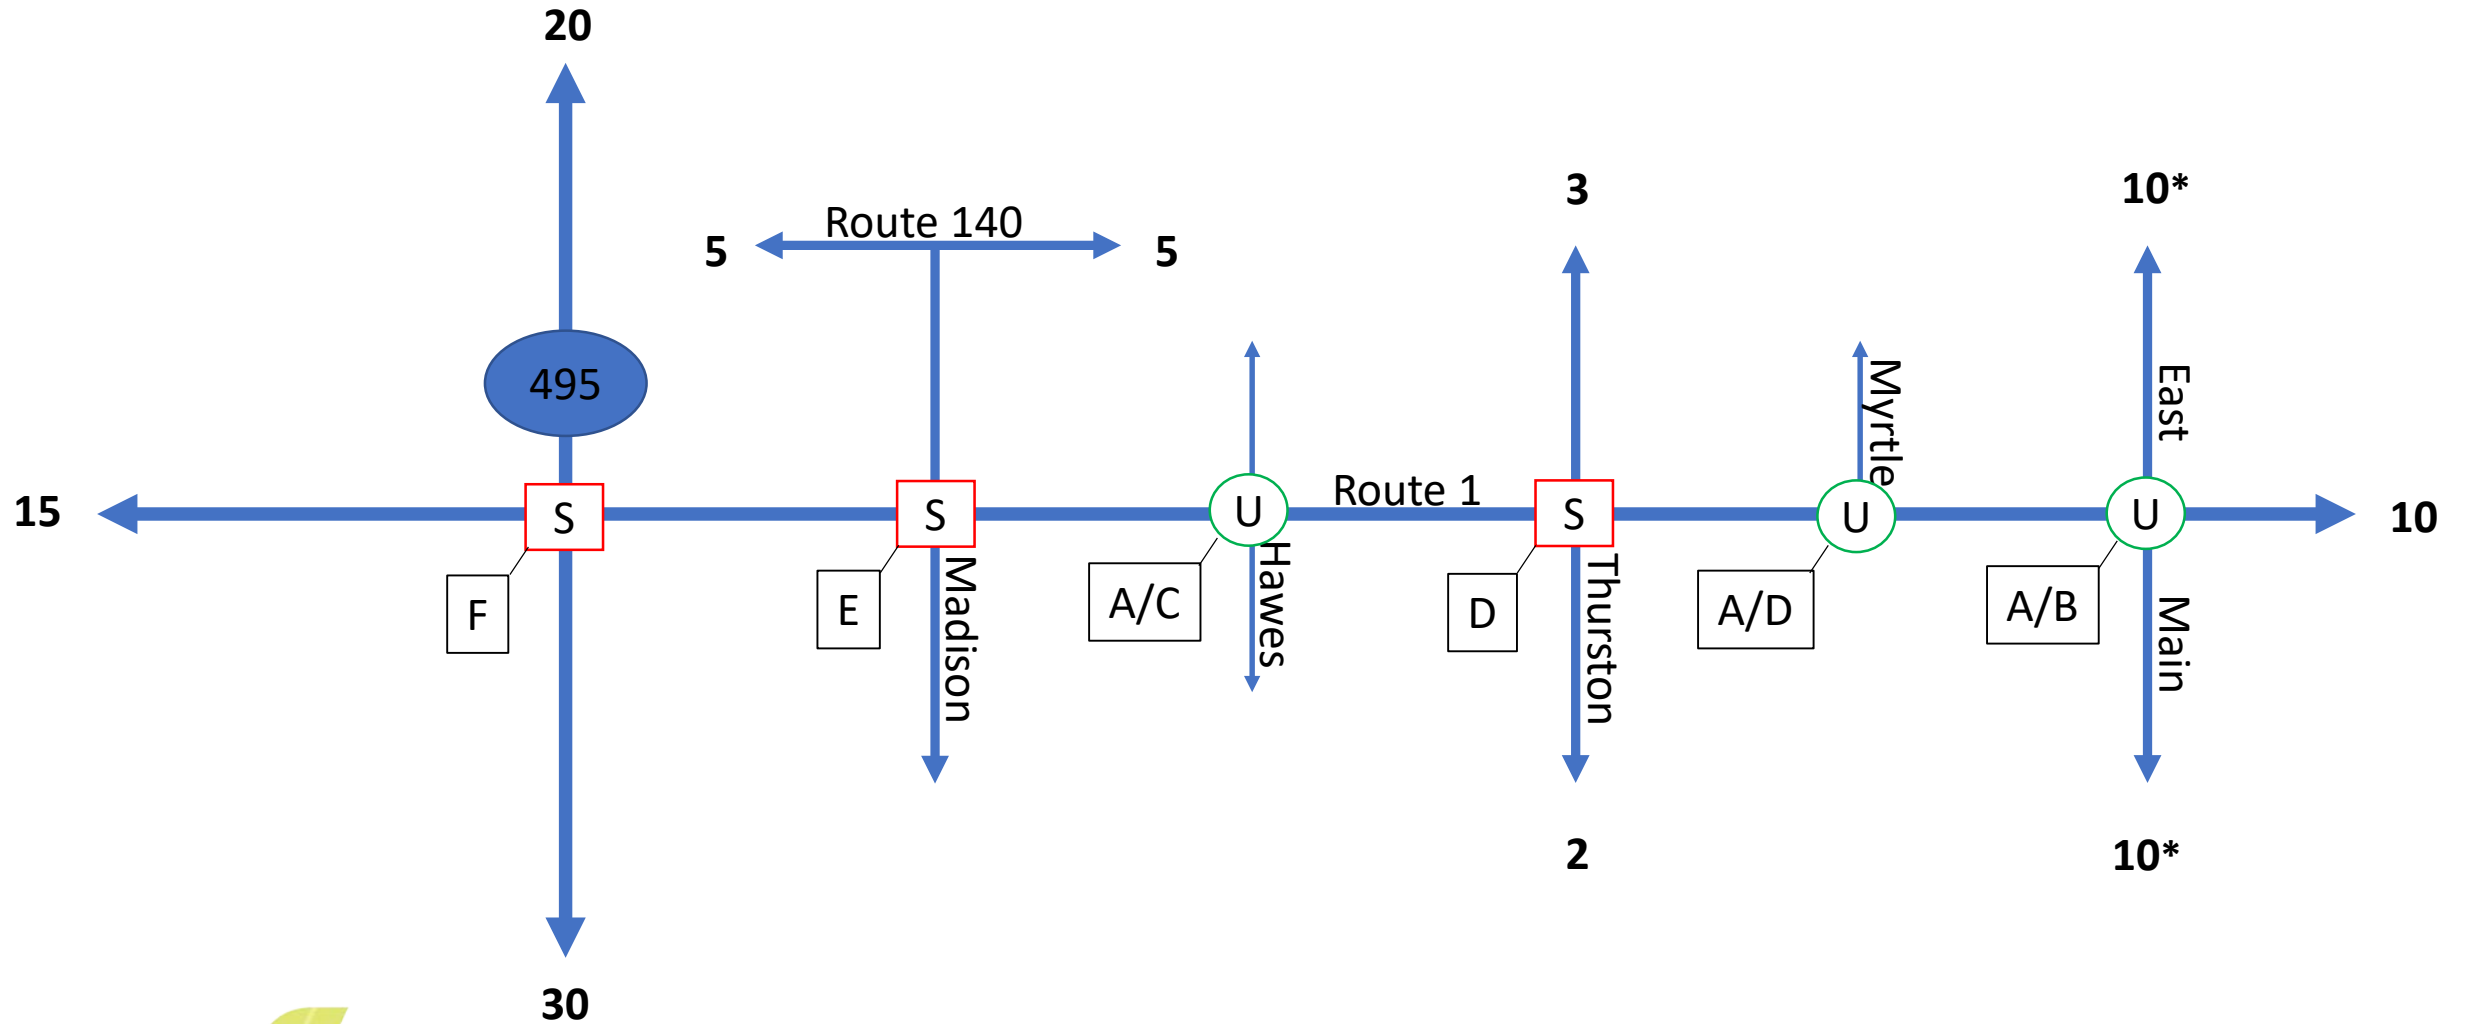 20
3
10*
Route 140
5
5
495
Myrtle
East
15
S
S
U
Route 1
S
U
U
10
F
E
Madison
A/C
Hawes
D
Thurston
A/D
A/B
Main
2
10*
30